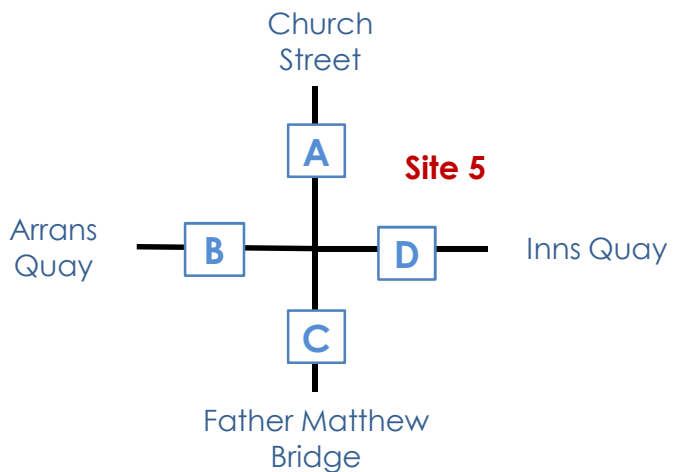 Church
Street
A
Site 5
Arrans
Quay
B
D
Inns Quay
C
Father Matthew
Bridge